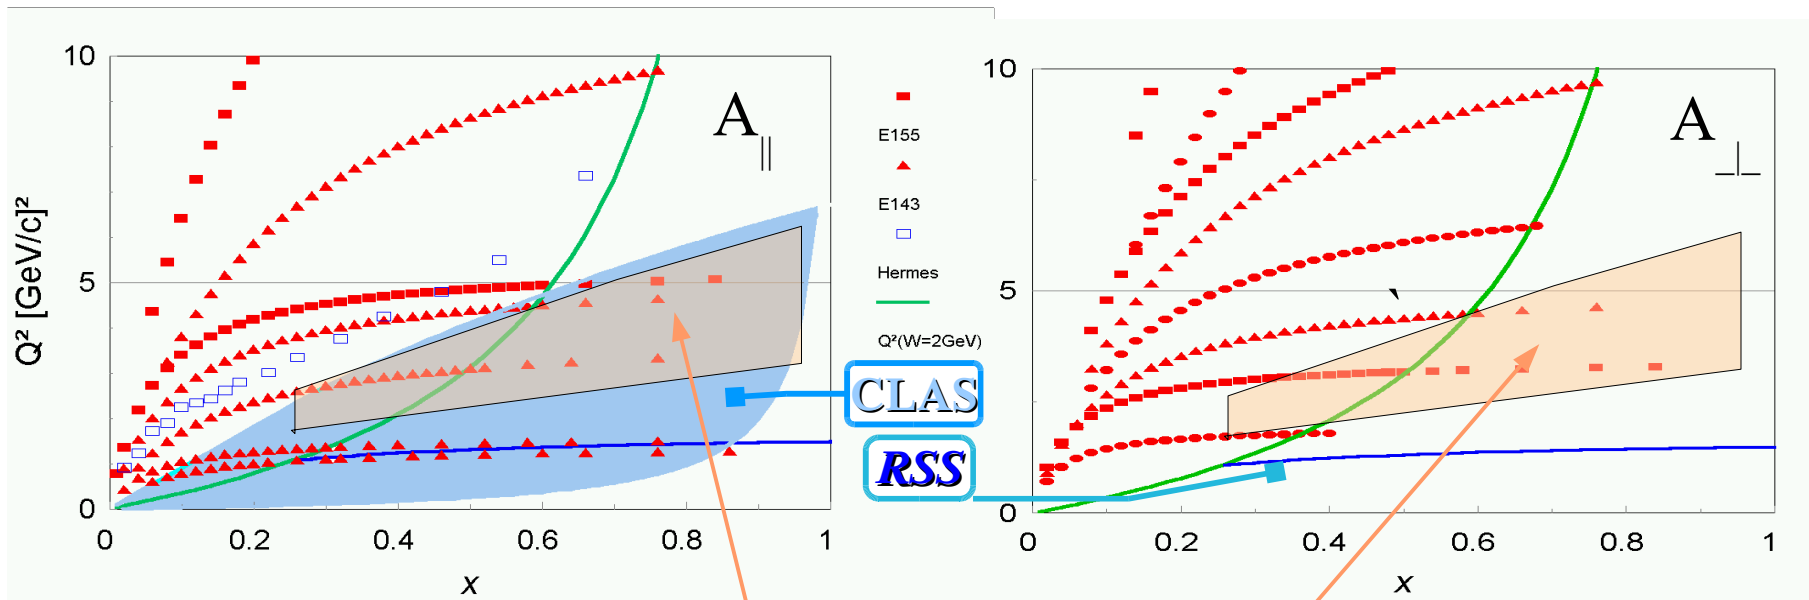 10
5
0
Q² [GeV/c]²
0
0.2
0.4
0.6
0.8
1
x
A||
E155
E143
Hermes
Q²(W=2GeV)
CLAS
RSS
10
5
0
0
0.2
0.4
0.6
0.8
1
x
A⊥